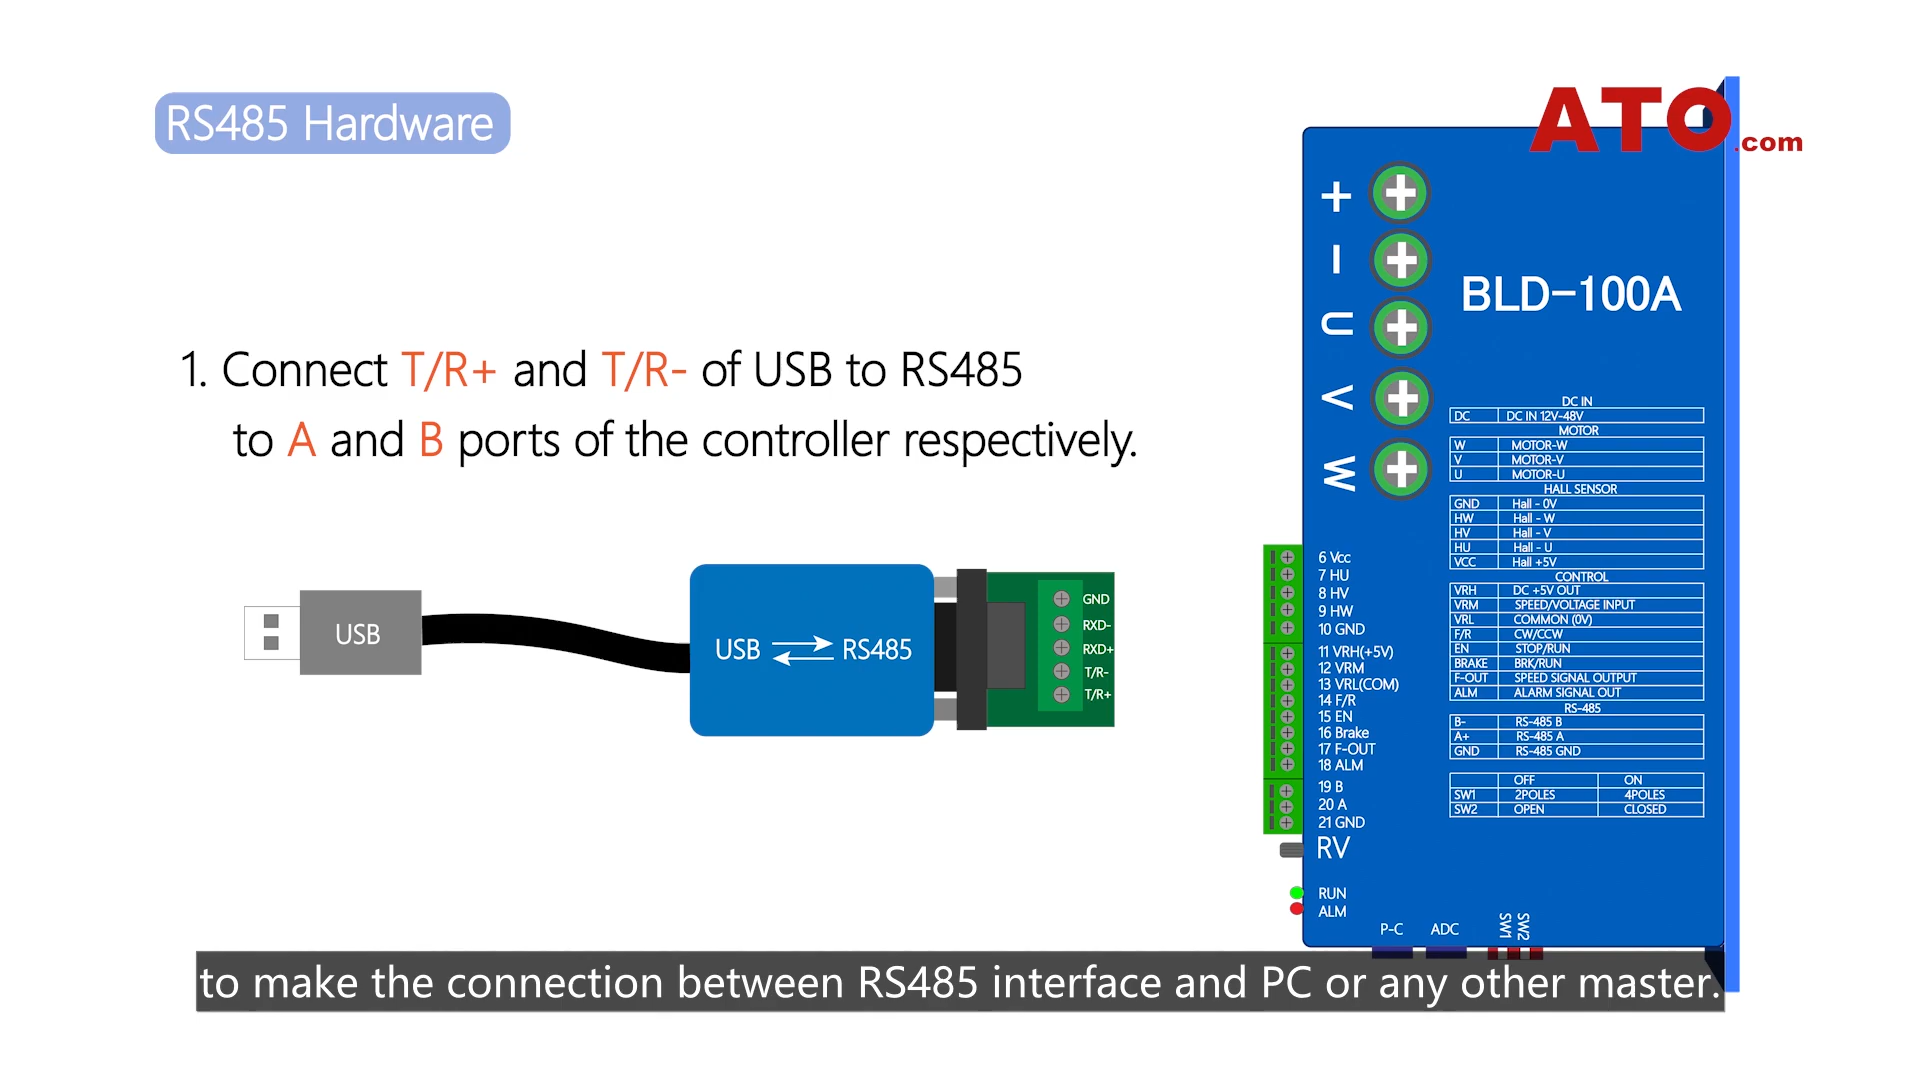 RS485 Hardware
ATO.com
1. Connect T/R+ and T/R- of USB to RS485
to A and B ports of the controller respectively.
USB
USB RS485
GND
RXD-
RXD+
T/R-
T/R+
+
−
U
V
W
BLD-100A
DC IN
DC DC IN 12V-48V
MOTOR
W MOTOR-W
V MOTOR-V
U MOTOR-U
HALL SENSOR
GND Hall - 0V
HW Hall - W
HV Hall - V
HU Hall - U
VCC Hall +5V
CONTROL
VRH DC +5V OUT
VRM SPEED/VOLTAGE INPUT
VRL COMMON (0V)
F/R CW/CCW
EN STOP/RUN
BRAKE BRK/RUN
F-OUT SPEED SIGNAL OUTPUT
ALM ALARM SIGNAL OUT
RS-485
B- RS-485 B
A+ RS-485 A
GND RS-485 GND
OFF ON
SW1 2POLES 4POLES
SW2 OPEN CLOSED
6 Vcc
7 HU
8 HV
9 HW
10 GND
11 VRH(+5V)
12 VRM
13 VRL(COM)
14 F/R
15 EN
16 Brake
17 F-OUT
18 ALM
19 B
20 A
21 GND
RV
RUN
ALM
P-C ADC SW1 SW2
to make the connection between RS485 interface and PC or any other master.